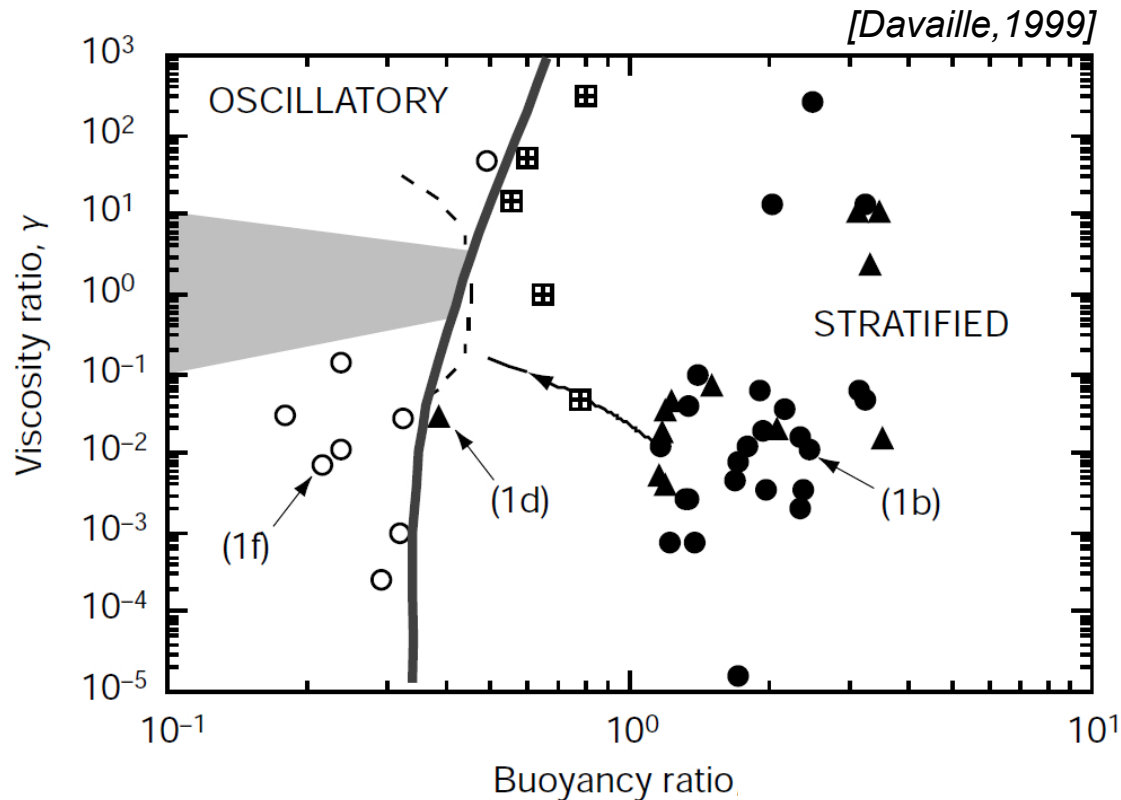 [Davaille,1999]
10³
10²
10¹
10⁰
10⁻¹
10⁻²
10⁻³
10⁻⁴
10⁻⁵
Viscosity ratio, γ
OSCILLATORY
STRATIFIED
(1d)
(1b)
(1f)
10⁻¹
10⁰
10¹
Buoyancy ratio,